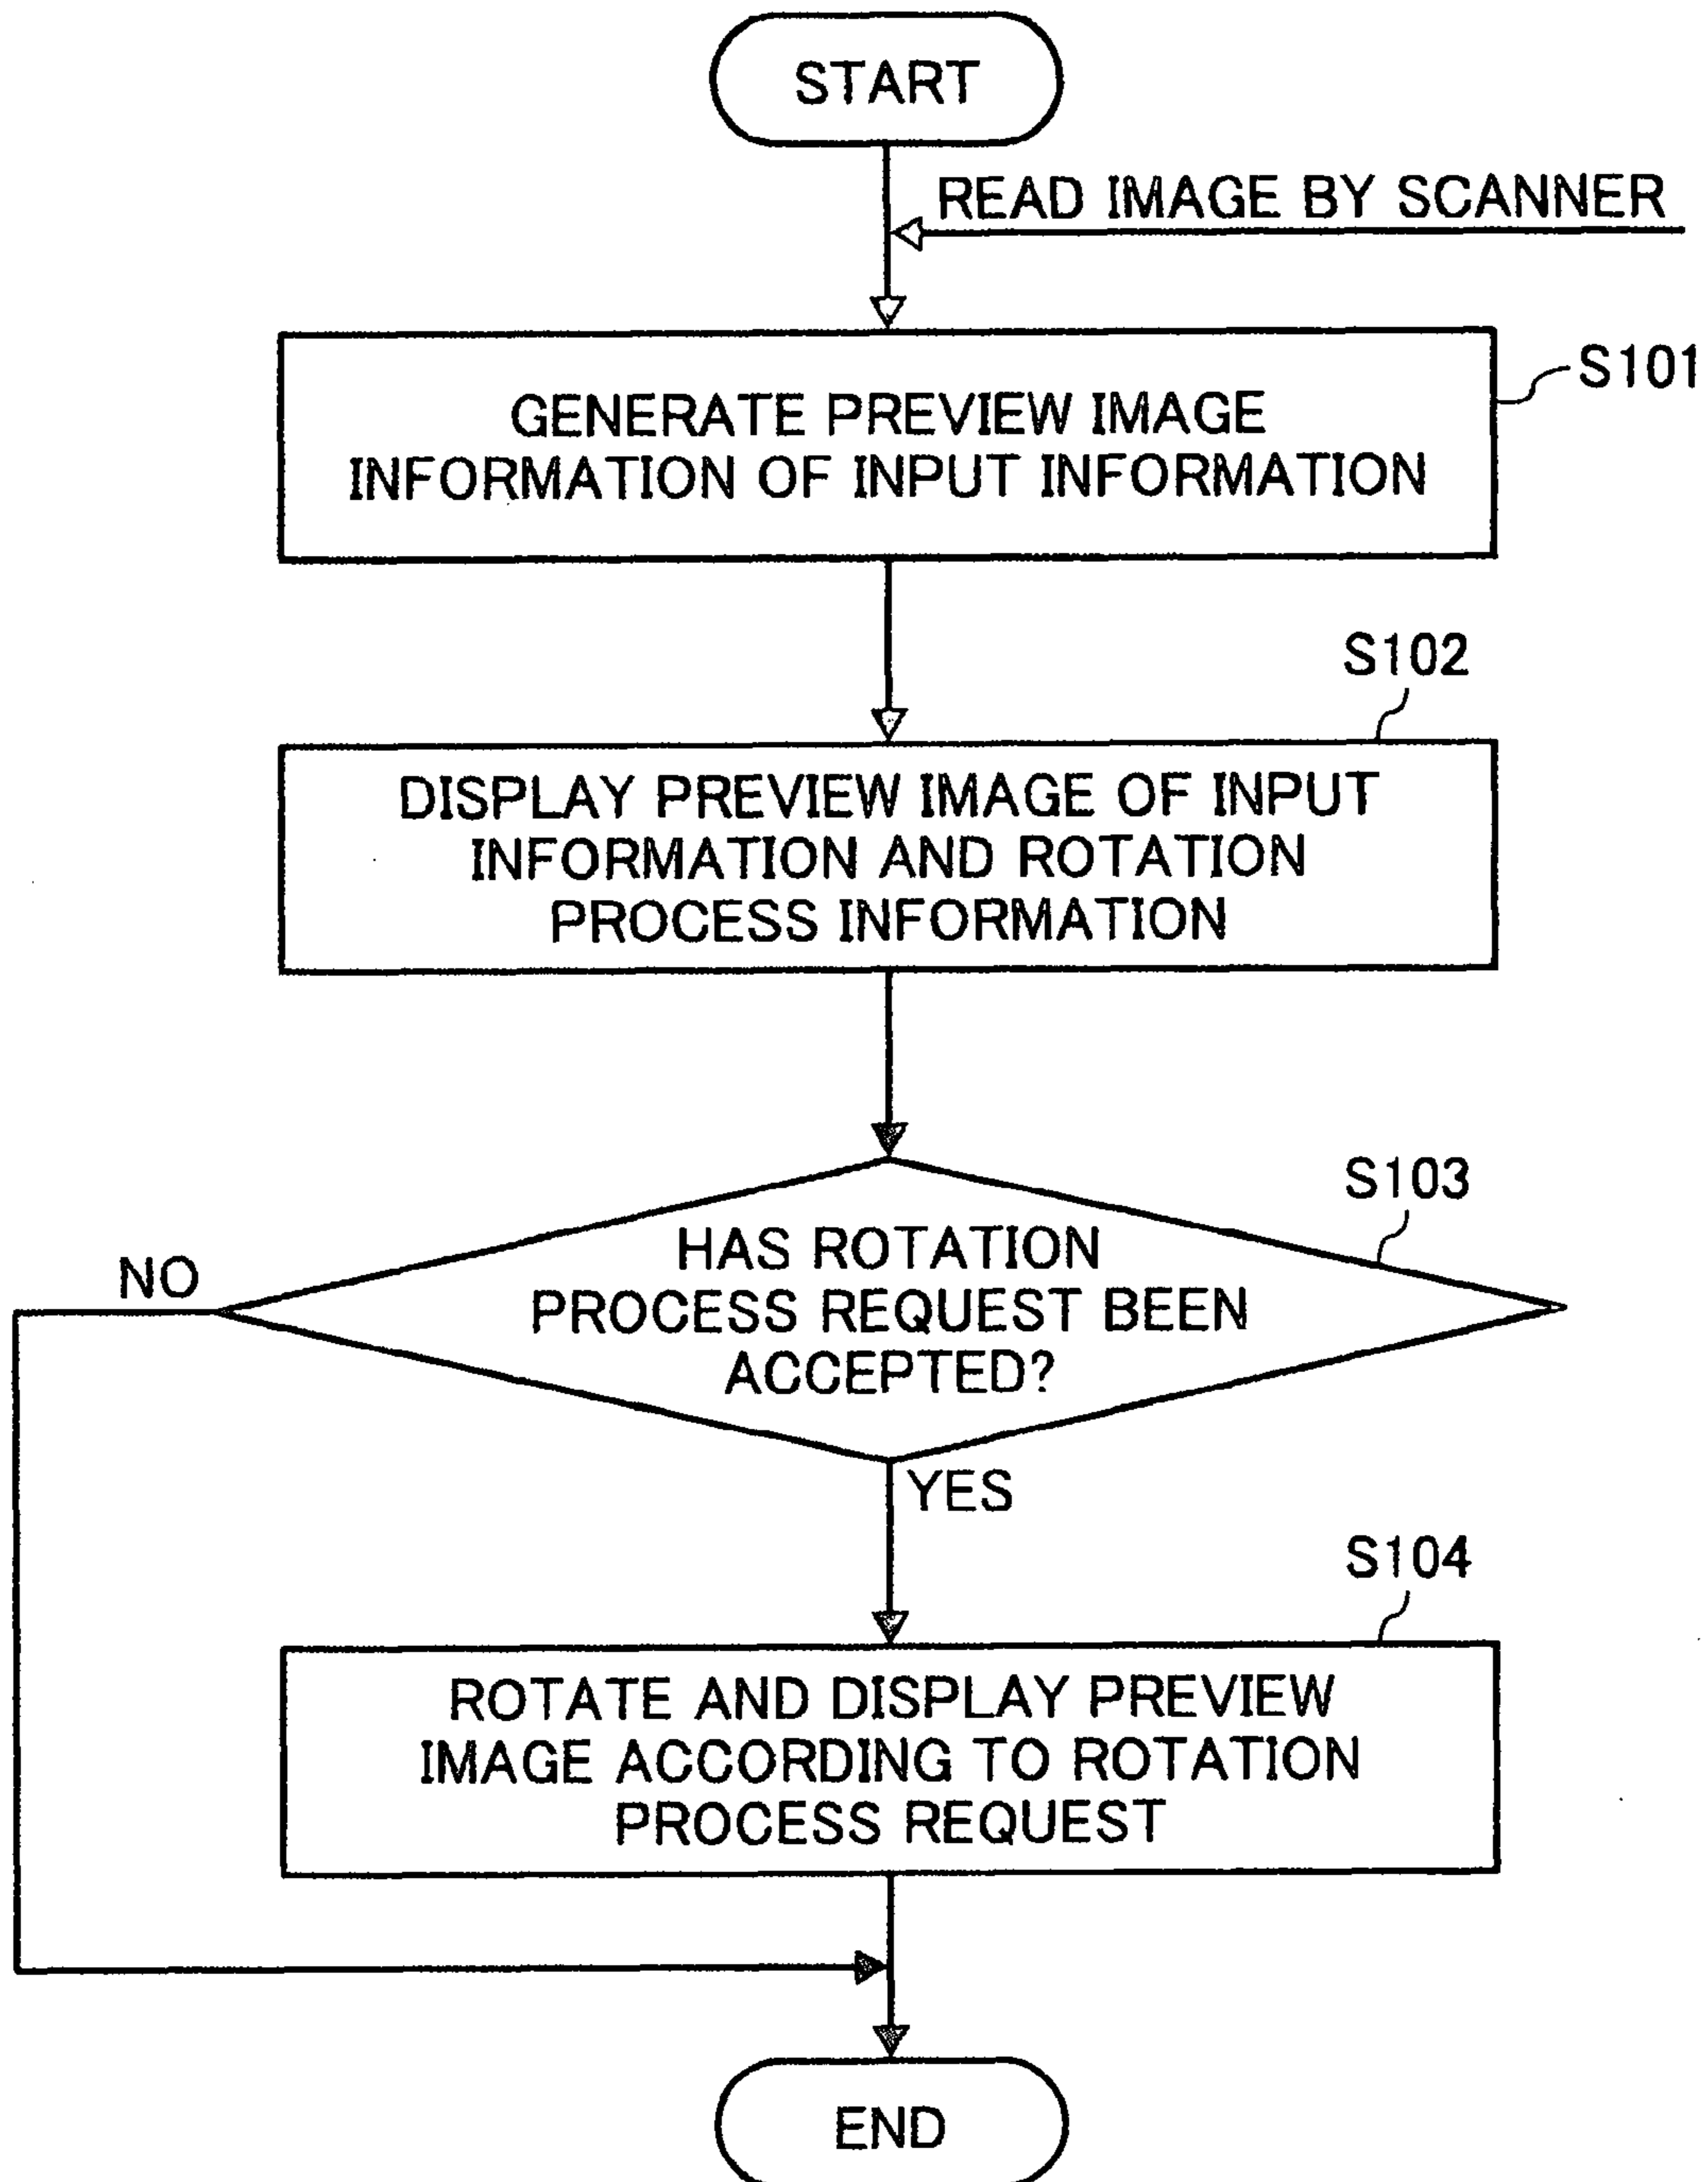 START
READ IMAGE BY SCANNER
S101
GENERATE PREVIEW IMAGE
INFORMATION OF INPUT INFORMATION
S102
DISPLAY PREVIEW IMAGE OF INPUT
INFORMATION AND ROTATION
PROCESS INFORMATION
S103
HAS ROTATION
PROCESS REQUEST BEEN
ACCEPTED?
NO
YES
S104
ROTATE AND DISPLAY PREVIEW
IMAGE ACCORDING TO ROTATION
PROCESS REQUEST
END